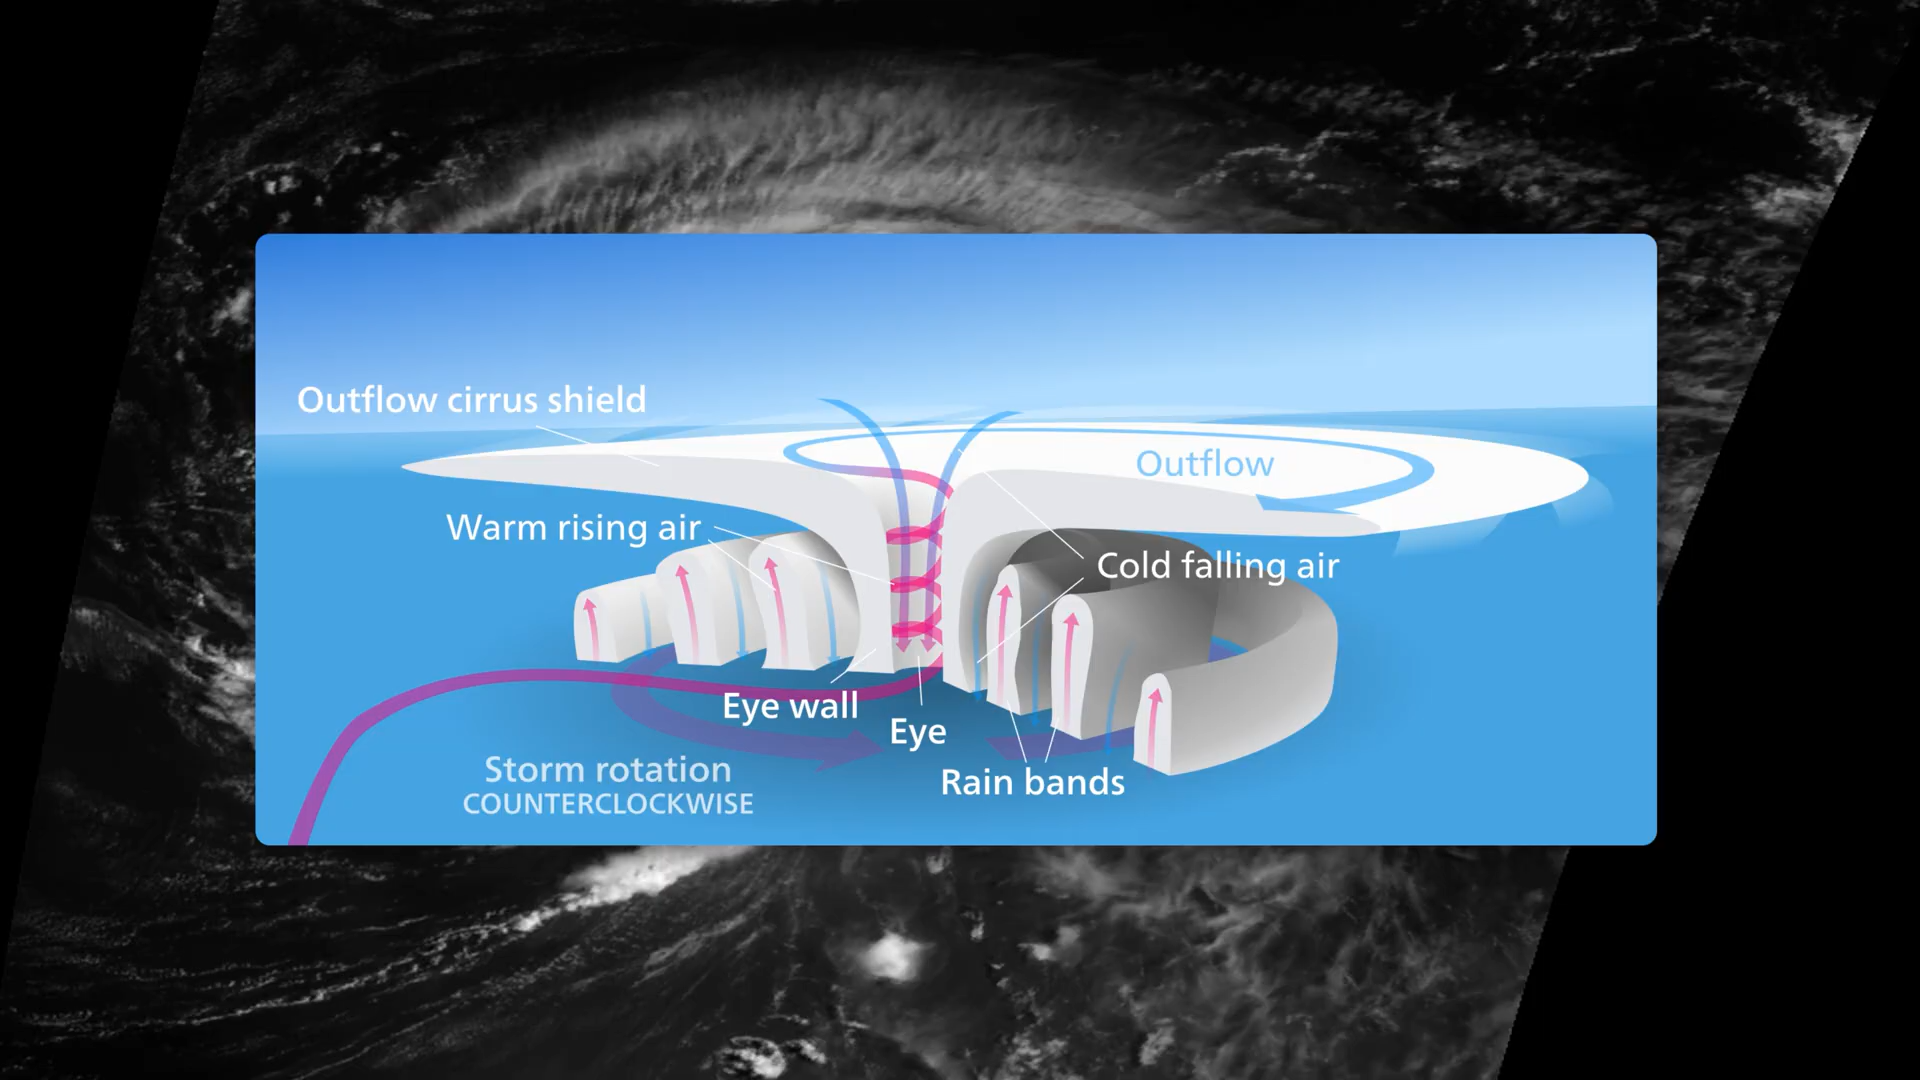 Outflow cirrus shield
Outflow
Warm rising air
Cold falling air
Eye wall
Eye
Storm rotation
COUNTERCLOCKWISE
Rain bands